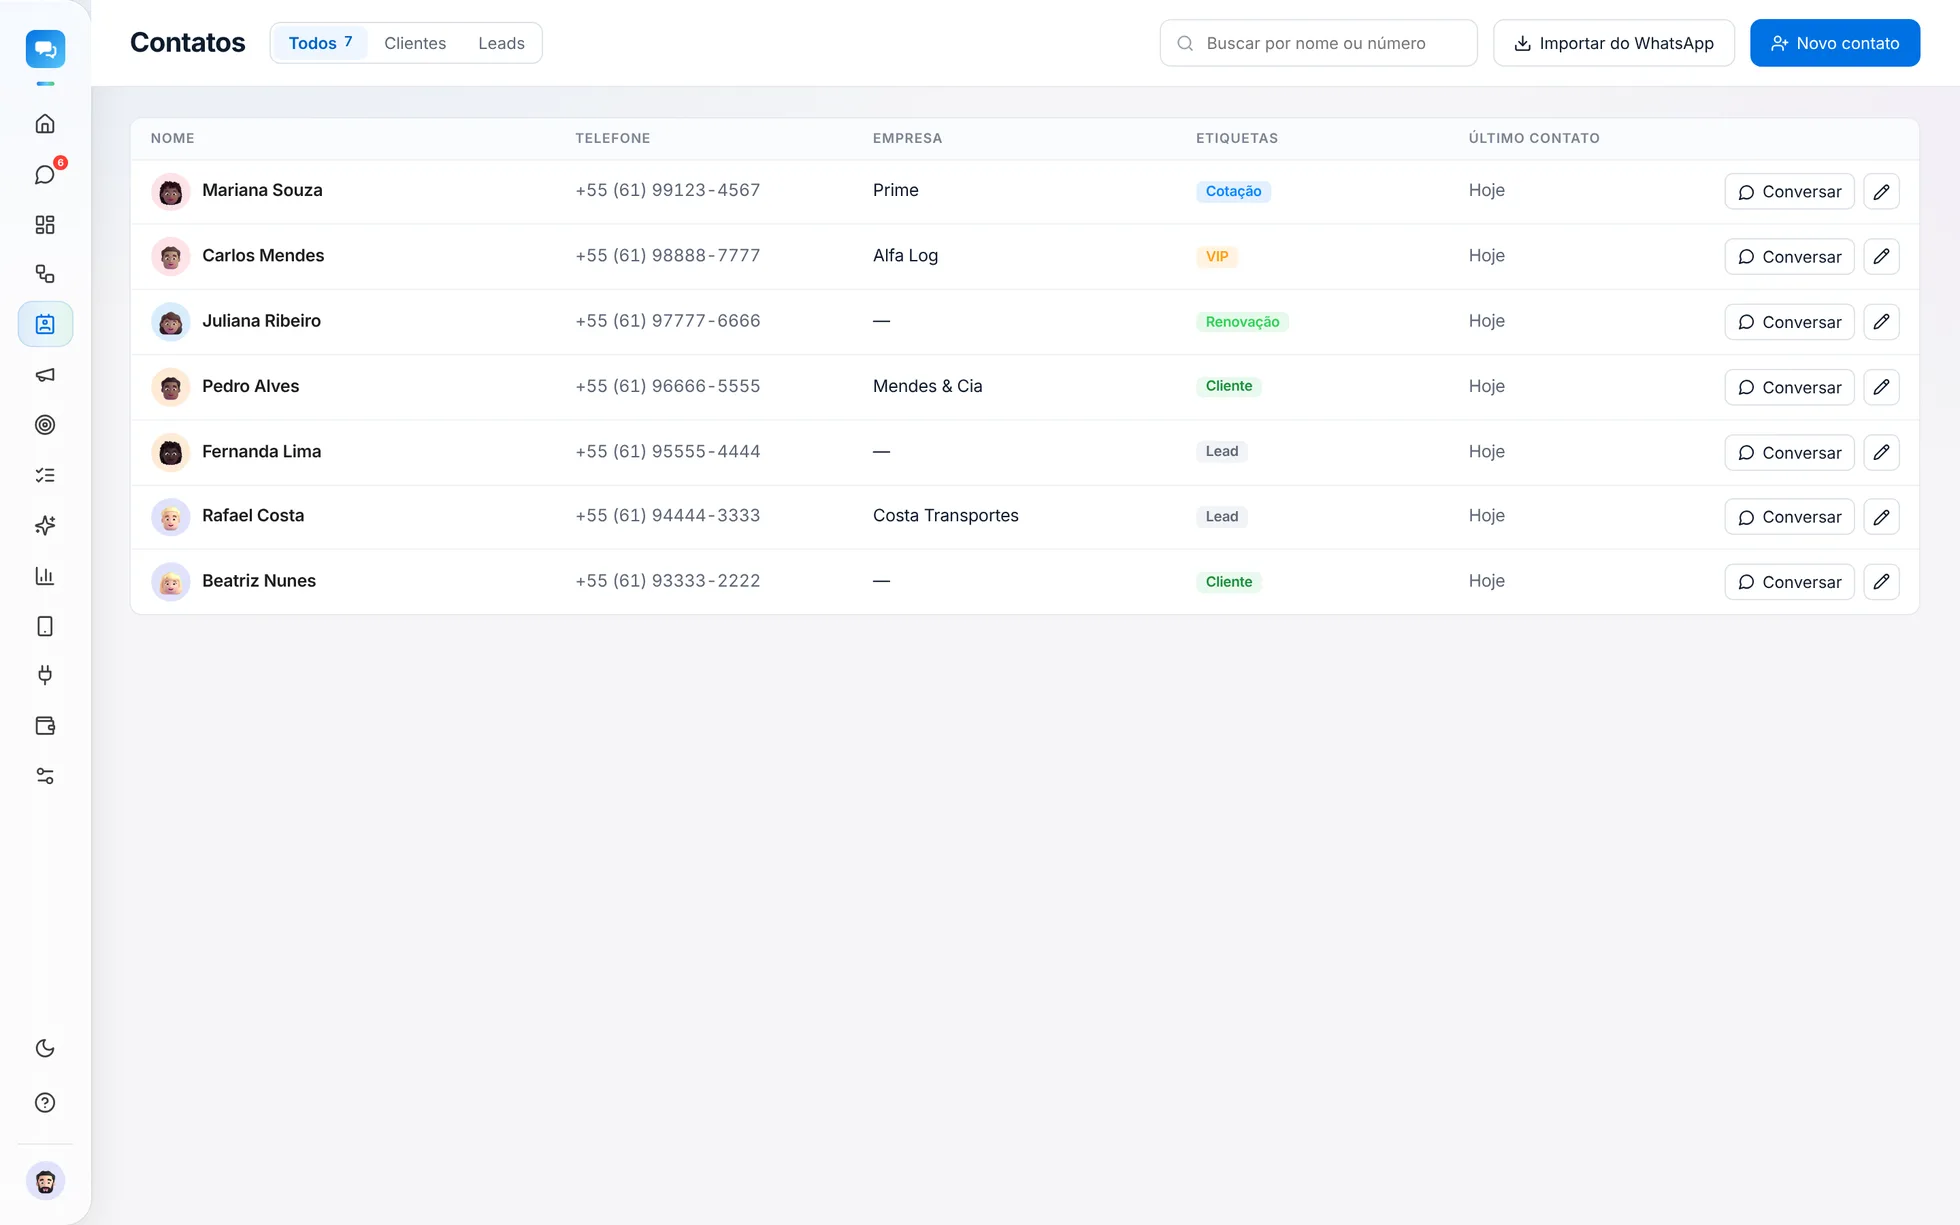 Contatos
Todos 7
Clientes
Leads
Buscar por nome ou número
Importar do WhatsApp
Novo contato
6
NOME TELEFONE EMPRESA ETIQUETAS ÚLTIMO CONTATO
Mariana Souza +55 (61) 99123-4567 Prime Cotação Hoje Conversar
Carlos Mendes +55 (61) 98888-7777 Alfa Log VIP Hoje Conversar
Juliana Ribeiro +55 (61) 97777-6666 — Renovação Hoje Conversar
Pedro Alves +55 (61) 96666-5555 Mendes & Cia Cliente Hoje Conversar
Fernanda Lima +55 (61) 95555-4444 — Lead Hoje Conversar
Rafael Costa +55 (61) 94444-3333 Costa Transportes Lead Hoje Conversar
Beatriz Nunes +55 (61) 93333-2222 — Cliente Hoje Conversar